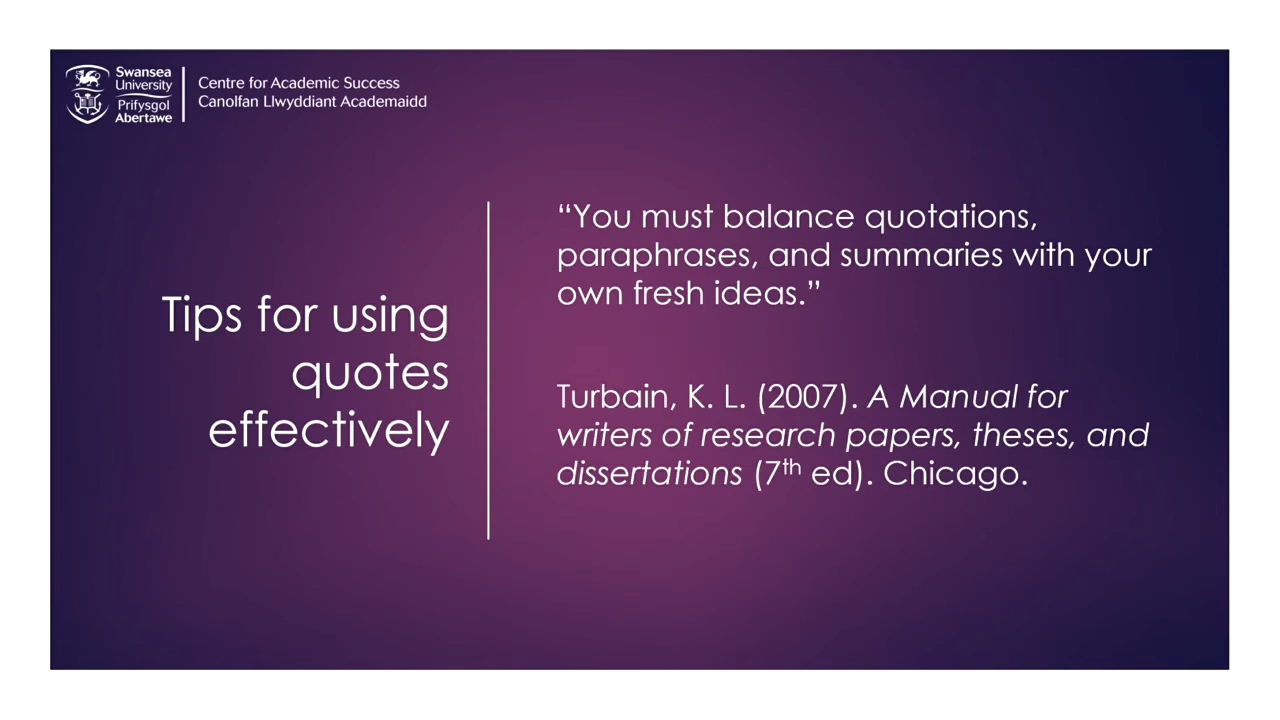 Swansea
University
Prifysgol
Abertawe
Centre for Academic Success
Canolfan Llwyddiant Academaidd
Tips for using
quotes
effectively
“You must balance quotations,
paraphrases, and summaries with your
own fresh ideas.”
Turbain, K. L. (2007). A Manual for
writers of research papers, theses, and
dissertations (7th ed). Chicago.